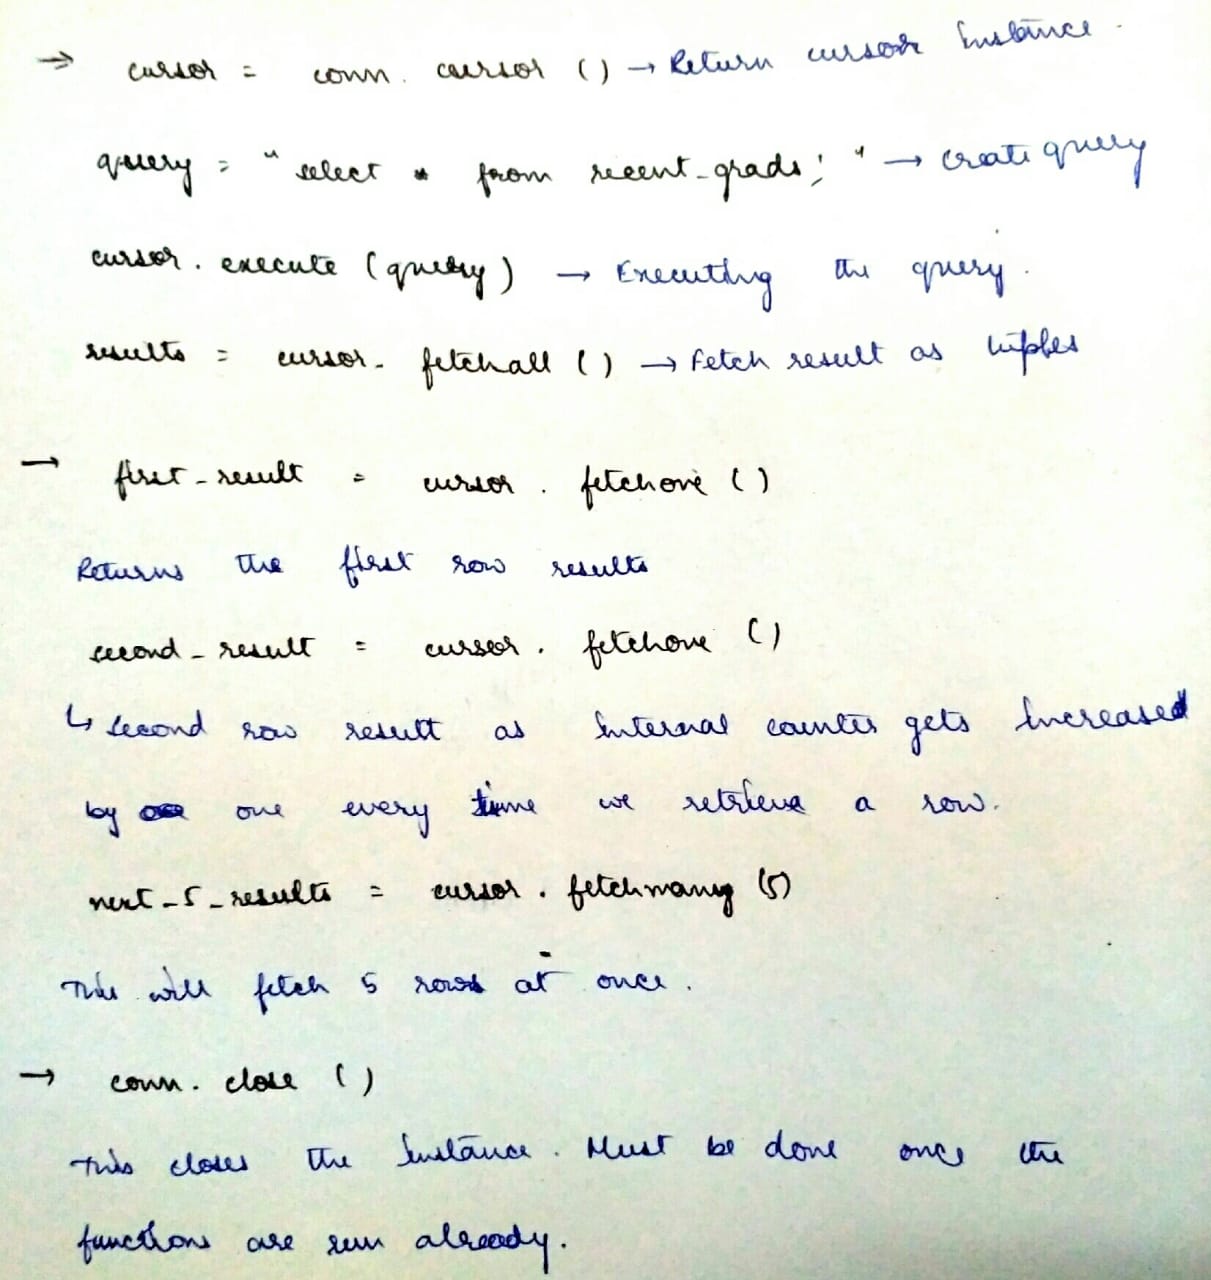 → cursor = conn. cursor () → Return cursor instance.
query = "select * from recent_grads;" → create query
cursor. execute (query) → Executing the query.
results = cursor. fetchall () → Fetch result as tuples
→ first_result = cursor. fetchone ()
Returns the first row results
second_result = cursor. fetchone ()
↳ second row result as internal counter gets increased
by one every time we retrieve a row.
next_5_results = cursor. fetchmany (5)
This will fetch 5 rows at once.
→ conn. close ()
This closes the instance. Must be done once the
functions are run already.